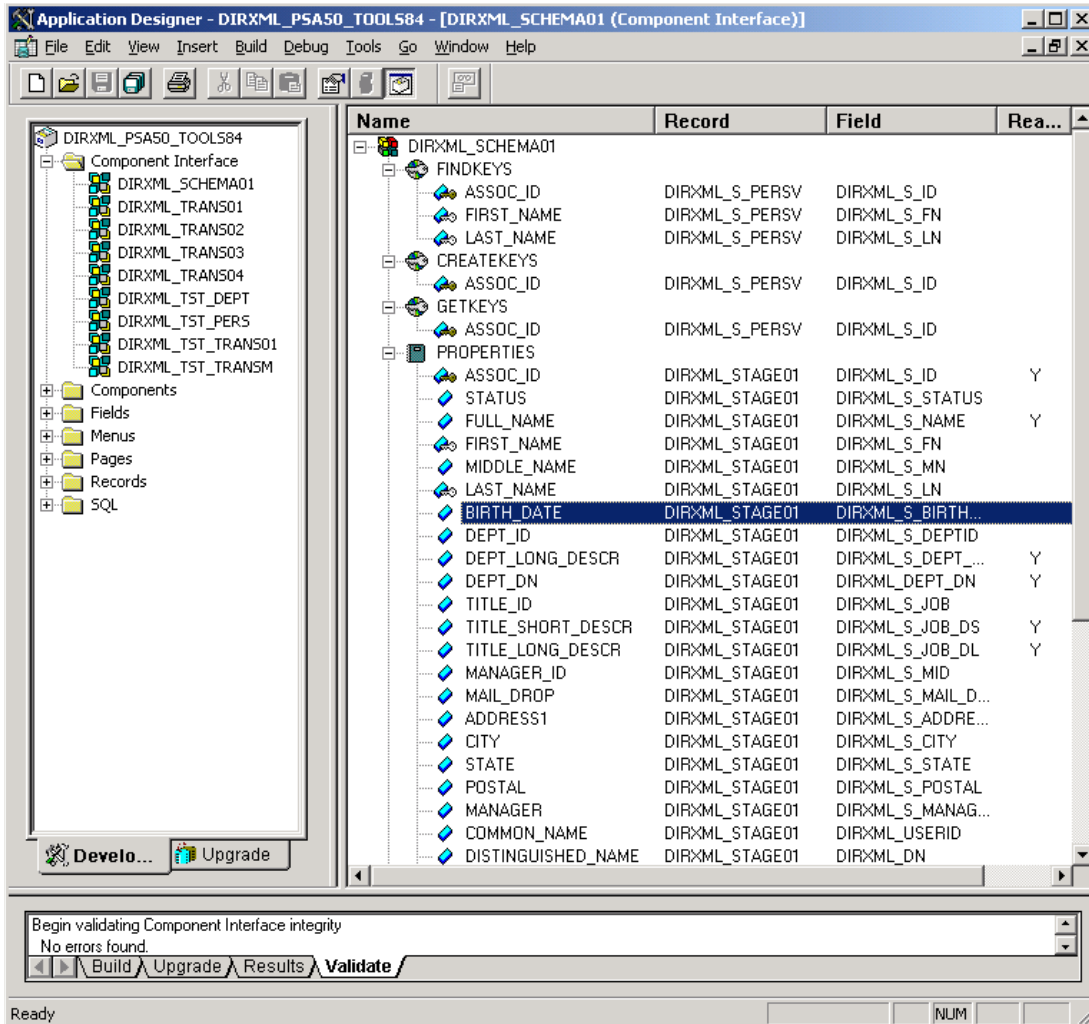 Application Designer - DIRXML_PSA50_TOOLS84 - [DIRXML_SCHEMA01 (Component Interface)]
File Edit View Insert Build Debug Tools Go Window Help
DIRXML_PSA50_TOOLS84
Component Interface
DIRXML_SCHEMA01
DIRXML_TRANS01
DIRXML_TRANS02
DIRXML_TRANS03
DIRXML_TRANS04
DIRXML_TST_DEPT
DIRXML_TST_PERS
DIRXML_TST_TRANS01
DIRXML_TST_TRANSM
Components
Fields
Menus
Pages
Records
SQL
Develo... Upgrade
Name Record Field Rea...
DIRXML_SCHEMA01
FINDKEYS
ASSOC_ID DIRXML_S_PERSV DIRXML_S_ID
FIRST_NAME DIRXML_S_PERSV DIRXML_S_FN
LAST_NAME DIRXML_S_PERSV DIRXML_S_LN
CREATEKEYS
ASSOC_ID DIRXML_S_PERSV DIRXML_S_ID
GETKEYS
ASSOC_ID DIRXML_S_PERSV DIRXML_S_ID
PROPERTIES
ASSOC_ID DIRXML_STAGE01 DIRXML_S_ID Y
STATUS DIRXML_STAGE01 DIRXML_S_STATUS
FULL_NAME DIRXML_STAGE01 DIRXML_S_NAME Y
FIRST_NAME DIRXML_STAGE01 DIRXML_S_FN
MIDDLE_NAME DIRXML_STAGE01 DIRXML_S_MN
LAST_NAME DIRXML_STAGE01 DIRXML_S_LN
BIRTH_DATE DIRXML_STAGE01 DIRXML_S_BIRTH...
DEPT_ID DIRXML_STAGE01 DIRXML_S_DEPTID
DEPT_LONG_DESCR DIRXML_STAGE01 DIRXML_S_DEPT_... Y
DEPT_DN DIRXML_STAGE01 DIRXML_DEPT_DN Y
TITLE_ID DIRXML_STAGE01 DIRXML_S_JOB
TITLE_SHORT_DESCR DIRXML_STAGE01 DIRXML_S_JOB_DS Y
TITLE_LONG_DESCR DIRXML_STAGE01 DIRXML_S_JOB_DL Y
MANAGER_ID DIRXML_STAGE01 DIRXML_S_MID
MAIL_DROP DIRXML_STAGE01 DIRXML_S_MAIL_D...
ADDRESS1 DIRXML_STAGE01 DIRXML_S_ADDRE...
CITY DIRXML_STAGE01 DIRXML_S_CITY
STATE DIRXML_STAGE01 DIRXML_S_STATE
POSTAL DIRXML_STAGE01 DIRXML_S_POSTAL
MANAGER DIRXML_STAGE01 DIRXML_S_MANAG...
COMMON_NAME DIRXML_STAGE01 DIRXML_USERID
DISTINGUISHED_NAME DIRXML_STAGE01 DIRXML_DN
Begin validating Component Interface integrity
No errors found.
Build Upgrade Results Validate
Ready NUM